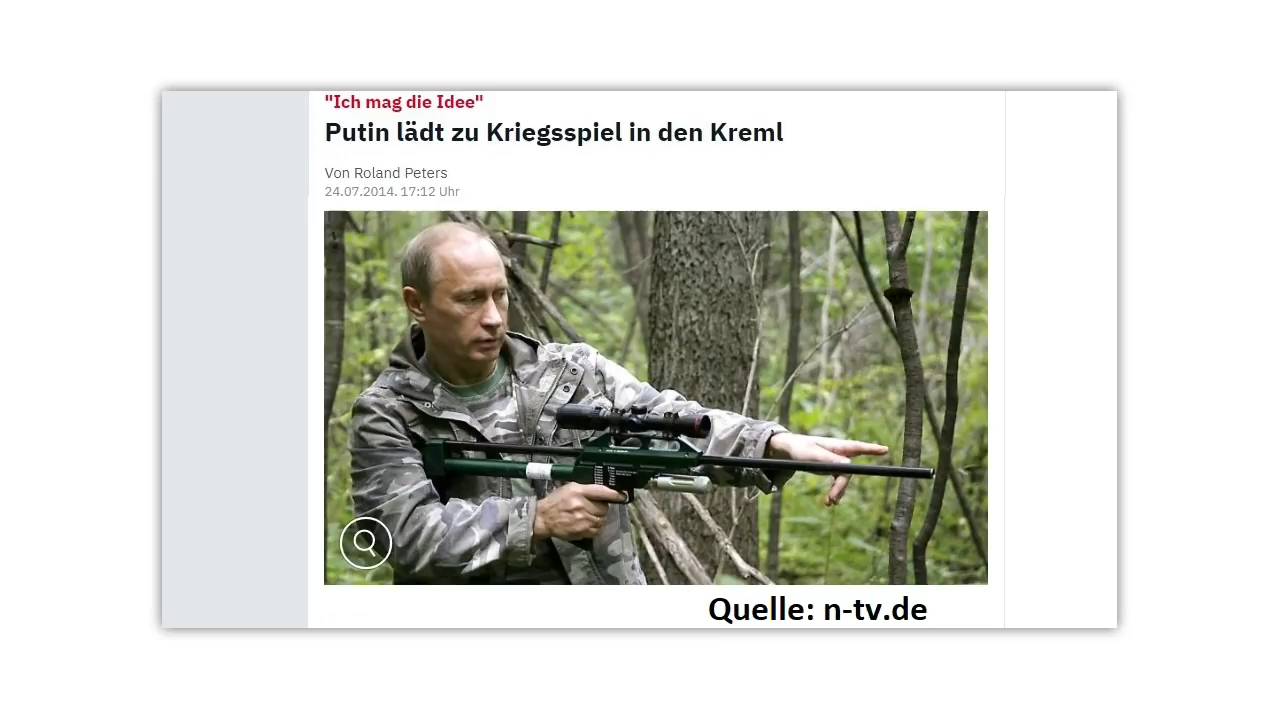 "Ich mag die Idee"
Putin lädt zu Kriegsspiel in den Kreml
Von Roland Peters
24.07.2014, 17:12 Uhr
Quelle: n-tv.de